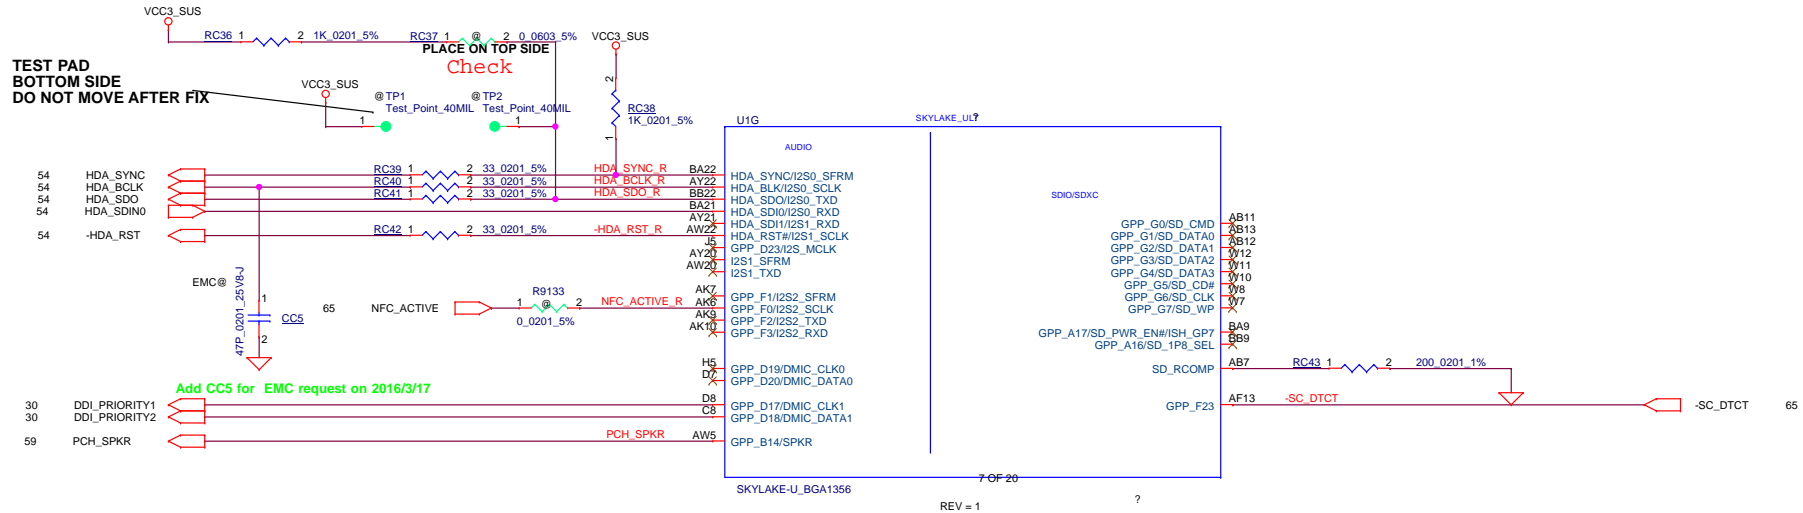 VCC3_SUS
RC36 1 2 1K_0201_5% RC37 1 @ 2 0_0603_5% VCC3_SUS
PLACE ON TOP SIDE
Check
TEST PAD
BOTTOM SIDE
DO NOT MOVE AFTER FIX
VCC3_SUS
@ TP1 @ TP2
Test_Point_40MIL Test_Point_40MIL
1 1
2
RC38
1K_0201_5%
1
U1G SKYLAKE_ULT ?
AUDIO
SDIO/SDXC
54 HDA_SYNC RC39 1 2 33_0201_5% HDA_SYNC_R BA22 HDA_SYNC/I2S0_SFRM
54 HDA_BCLK RC40 1 2 33_0201_5% HDA_BCLK_R AY22 HDA_BLK/I2S0_SCLK
54 HDA_SDO RC41 1 2 33_0201_5% HDA_SDO_R BB22 HDA_SDO/I2S0_TXD
54 HDA_SDIN0 BA21 HDA_SDI0/I2S0_RXD
AY21 HDA_SDI1/I2S1_RXD
54 -HDA_RST RC42 1 2 33_0201_5% -HDA_RST_R AW22 HDA_RST#/I2S1_SCLK
J5 GPP_D23/I2S_MCLK
AY20 I2S1_SFRM
AW20 I2S1_TXD
AK7 GPP_F1/I2S2_SFRM
65 NFC_ACTIVE R9133 1 @ 2 0_0201_5% NFC_ACTIVE_R AK6 GPP_F0/I2S2_SCLK
AK9 GPP_F2/I2S2_TXD
AK10 GPP_F3/I2S2_RXD
H5 GPP_D19/DMIC_CLK0
D7 GPP_D20/DMIC_DATA0
30 DDI_PRIORITY1 D8 GPP_D17/DMIC_CLK1
30 DDI_PRIORITY2 C8 GPP_D18/DMIC_DATA1
59 PCH_SPKR PCH_SPKR AW5 GPP_B14/SPKR
EMC@
47P_0201_25V8-J
1
CC5
2
Add CC5 for EMC request on 2016/3/17
GPP_G0/SD_CMD AB11
GPP_G1/SD_DATA0 AB13
GPP_G2/SD_DATA1 AB12
GPP_G3/SD_DATA2 W12
GPP_G4/SD_DATA3 W11
GPP_G5/SD_CD# W10
GPP_G6/SD_CLK W8
GPP_G7/SD_WP W7
GPP_A17/SD_PWR_EN#/ISH_GP7 BA9
GPP_A16/SD_1P8_SEL BB9
SD_RCOMP AB7 RC43 1 2 200_0201_1%
GPP_F23 AF13 -SC_DTCT -SC_DTCT 65
7 OF 20
SKYLAKE-U_BGA1356
REV = 1 ?